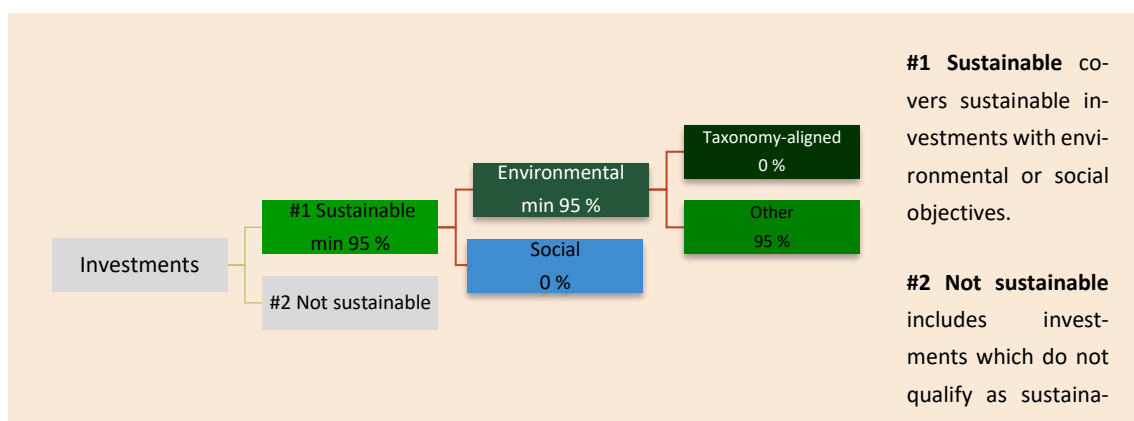 Investments
#1 Sustainable
min 95 %
#2 Not sustainable
Environmental
min 95 %
Social
0 %
Taxonomy-aligned
0 %
Other
95 %
#1 Sustainable co-
vers sustainable in-
vestments with envi-
ronmental or social
objectives.
#2 Not sustainable
includes invest-
ments which do not
qualify as sustaina-